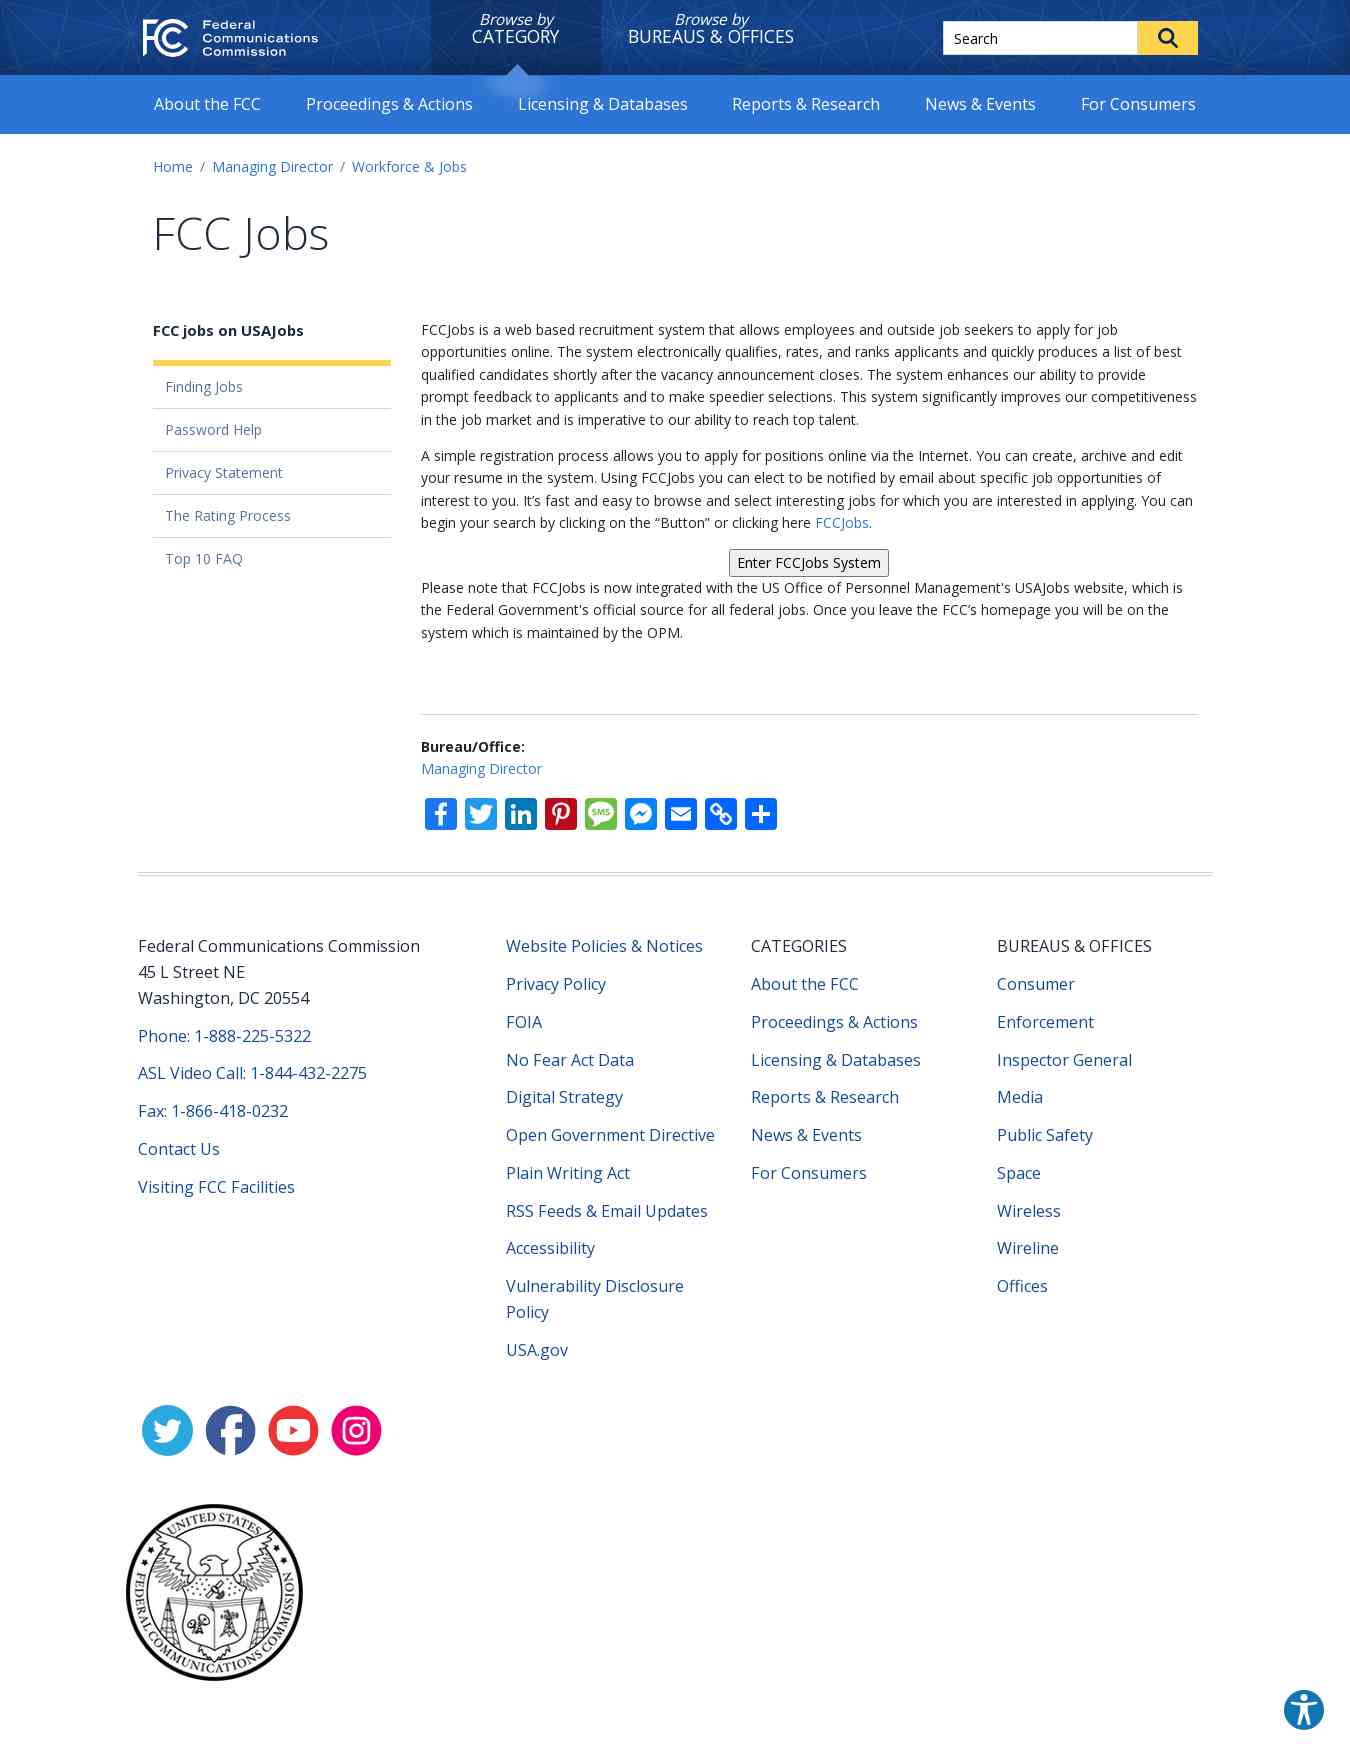 Federal
Communications
Commission
Browse by
CATEGORY
Browse by
BUREAUS & OFFICES
Search
About the FCC
Proceedings & Actions
Licensing & Databases
Reports & Research
News & Events
For Consumers
Home / Managing Director / Workforce & Jobs
FCC Jobs
FCC jobs on USAJobs
Finding Jobs
Password Help
Privacy Statement
The Rating Process
Top 10 FAQ
FCCJobs is a web based recruitment system that allows employees and outside job seekers to apply for job
opportunities online. The system electronically qualifies, rates, and ranks applicants and quickly produces a list of best
qualified candidates shortly after the vacancy announcement closes. The system enhances our ability to provide
prompt feedback to applicants and to make speedier selections. This system significantly improves our competitiveness
in the job market and is imperative to our ability to reach top talent.
A simple registration process allows you to apply for positions online via the Internet. You can create, archive and edit
your resume in the system. Using FCCJobs you can elect to be notified by email about specific job opportunities of
interest to you. It’s fast and easy to browse and select interesting jobs for which you are interested in applying. You can
begin your search by clicking on the “Button” or clicking here FCCJobs.
Enter FCCJobs System
Please note that FCCJobs is now integrated with the US Office of Personnel Management's USAJobs website, which is
the Federal Government's official source for all federal jobs. Once you leave the FCC’s homepage you will be on the
system which is maintained by the OPM.
Bureau/Office:
Managing Director
SMS
Federal Communications Commission
45 L Street NE
Washington, DC 20554
Phone: 1-888-225-5322
ASL Video Call: 1-844-432-2275
Fax: 1-866-418-0232
Contact Us
Visiting FCC Facilities
Website Policies & Notices
Privacy Policy
FOIA
No Fear Act Data
Digital Strategy
Open Government Directive
Plain Writing Act
RSS Feeds & Email Updates
Accessibility
Vulnerability Disclosure
Policy
USA.gov
CATEGORIES
About the FCC
Proceedings & Actions
Licensing & Databases
Reports & Research
News & Events
For Consumers
BUREAUS & OFFICES
Consumer
Enforcement
Inspector General
Media
Public Safety
Space
Wireless
Wireline
Offices
UNITED STATES
FEDERAL COMMUNICATIONS COMMISSION